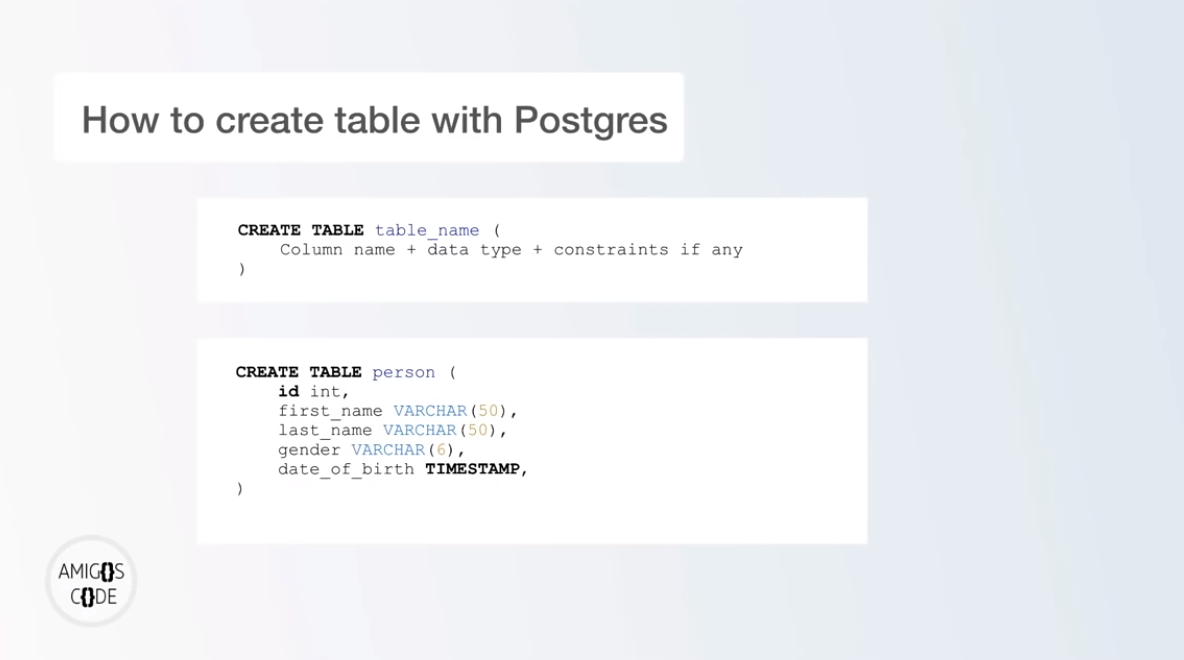 How to create table with Postgres
CREATE TABLE table_name (
    Column name + data type + constraints if any
)
CREATE TABLE person (
    id int,
    first_name VARCHAR(50),
    last_name VARCHAR(50),
    gender VARCHAR(6),
    date_of_birth TIMESTAMP,
)
AMIG{}S
C{}DE